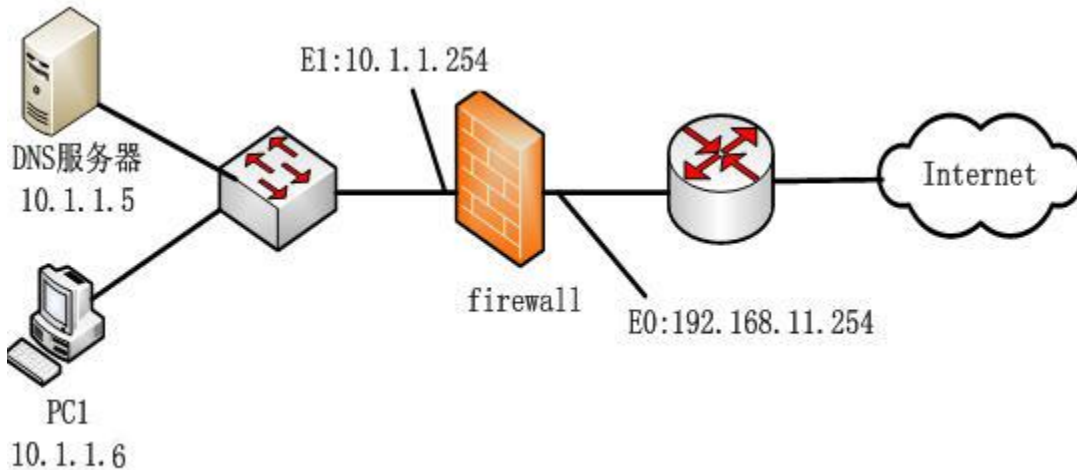 E1:10.1.1.254
DNS服务器
10.1.1.5
Internet
firewall
E0:192.168.11.254
PC1
10.1.1.6